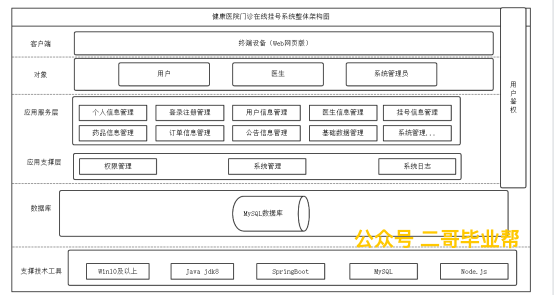 健康医院门诊在线挂号系统整体架构图
客户端
终端设备（Web网页版）
对象
用户
医生
系统管理员
用户鉴权
应用服务层
个人信息管理
登录注册管理
用户信息管理
医生信息管理
挂号信息管理
药品信息管理
订单信息管理
公告信息管理
基础数据管理
系统管理...
应用支撑层
权限管理
系统管理
系统日志
数据库
MySQL数据库
公众号 二哥毕业帮
支撑技术工具
Win10及以上
Java jdk8
SpringBoot
MySQL
Node.js